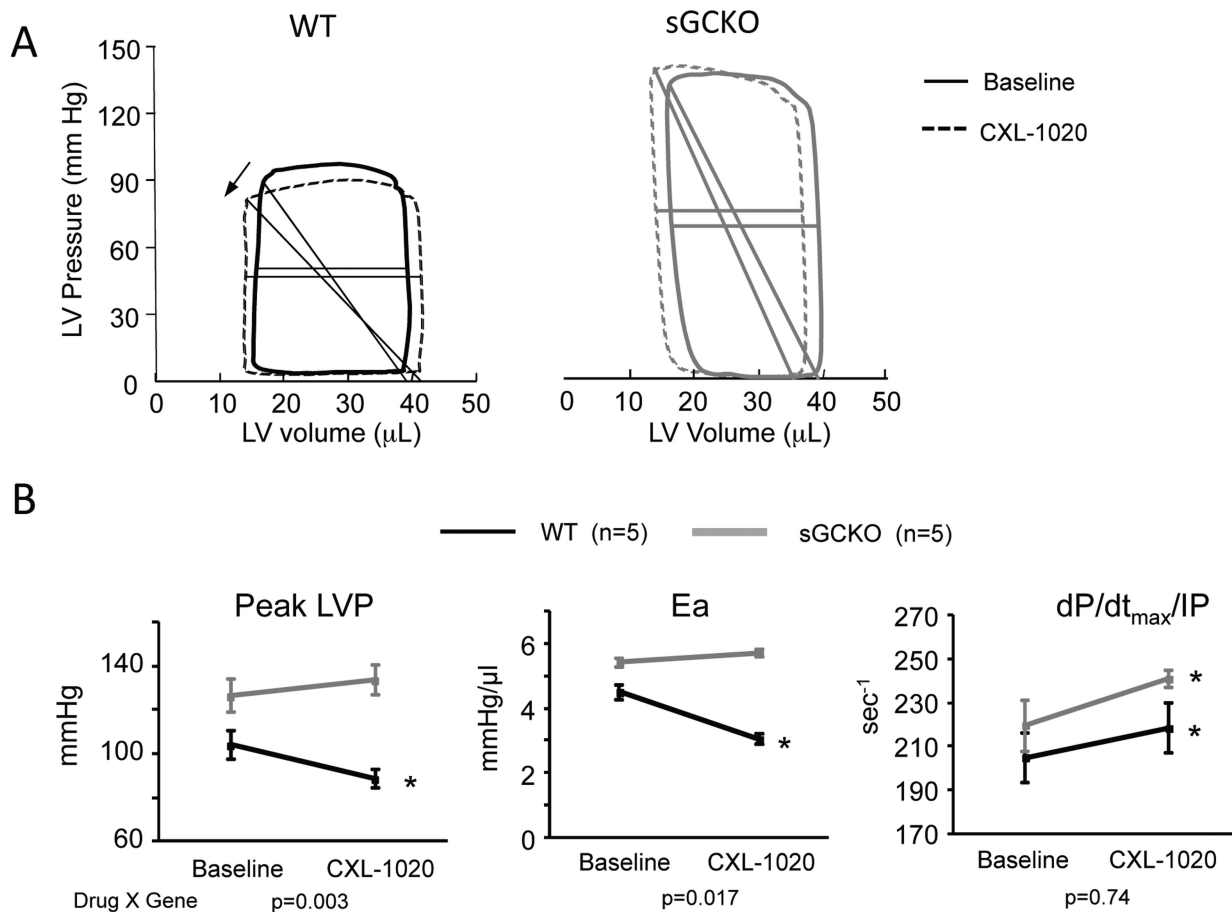 A
WT
sGCKO
LV Pressure (mm Hg)
150
120
90
60
30
0
0 10 20 30 40 50
LV volume (μL)
0 10 20 30 40 50
LV Volume (μL)
Baseline
CXL-1020
B
WT (n=5)
sGCKO (n=5)
Peak LVP
mmHg
140
100
60
*
Baseline CXL-1020
Ea
mmHg/μl
6
4
2
0
*
Baseline CXL-1020
dP/dtmax/IP
sec-1
270
250
230
210
190
170
*
*
Baseline CXL-1020
Drug X Gene p=0.003 p=0.017 p=0.74